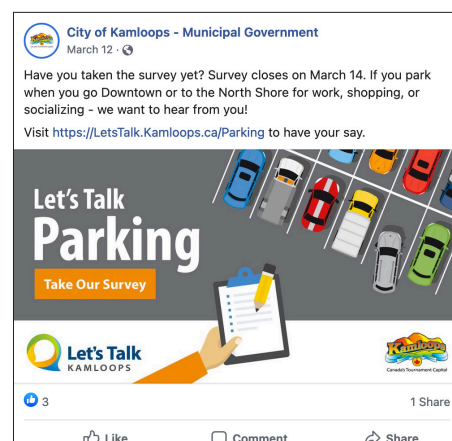 City of Kamloops - Municipal Government
March 12
Have you taken the survey yet? Survey closes on March 14. If you park
when you go Downtown or to the North Shore for work, shopping, or
socializing - we want to hear from you!
Visit https://LetsTalk.Kamloops.ca/Parking to have your say.
Let's Talk
Parking
Take Our Survey
Let's Talk
KAMLOOPS
Kamloops
Canada's Tournament Capital
3
1 Share
Like
Comment
Share